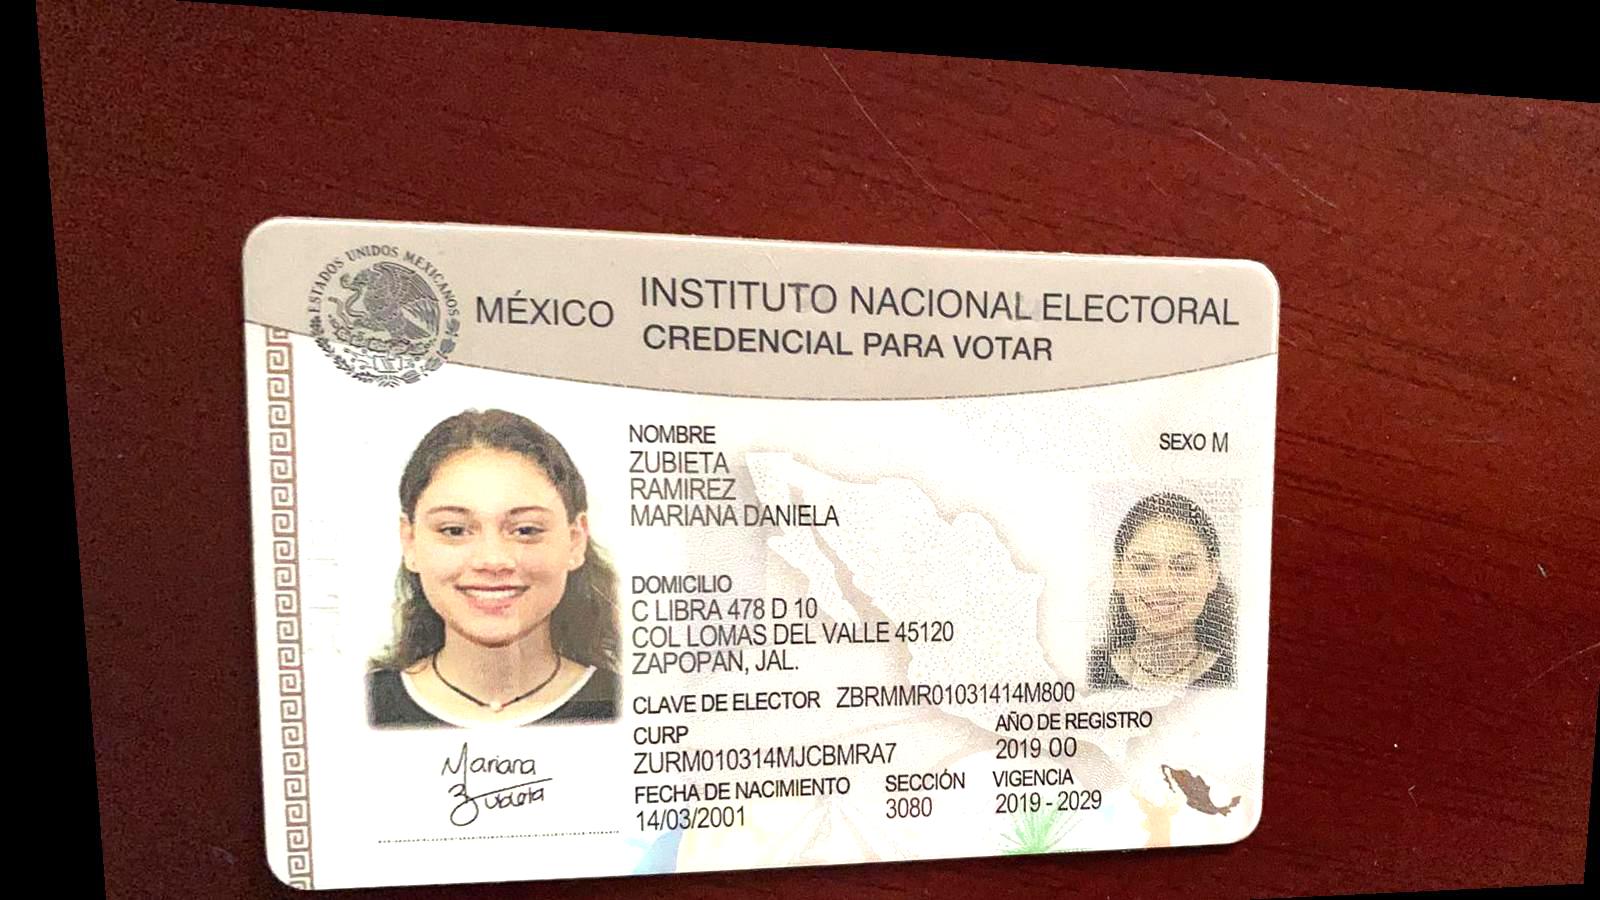 ESTADOS UNIDOS MEXICANOS
MÉXICO INSTITUTO NACIONAL ELECTORAL
CREDENCIAL PARA VOTAR
NOMBRE
ZUBIETA
RAMIREZ
MARIANA DANIELA
SEXO M
DOMICILIO
C LIBRA 478 D 10
COL LOMAS DEL VALLE 45120
ZAPOPAN, JAL.
CLAVE DE ELECTOR ZBRMMR01031414M800
CURP
ZURM010314MJCBMRA7
AÑO DE REGISTRO
2019 00
FECHA DE NACIMIENTO
14/03/2001
SECCIÓN
3080
VIGENCIA
2019 - 2029
Mariana
Zubieta